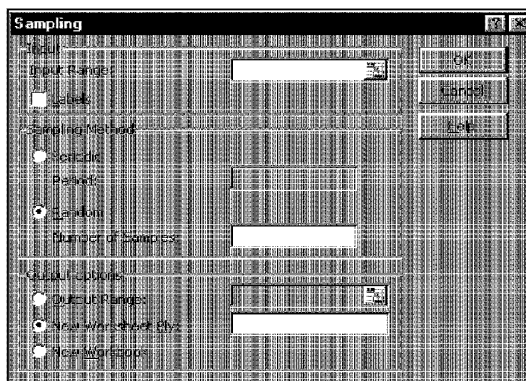 Sampling
Input
Input Range:
Labels
Sampling Method
Periodic
Period:
Random
Number of Samples:
Output options
Output Range:
New Worksheet Ply:
New Workbook
OK
Cancel
Help